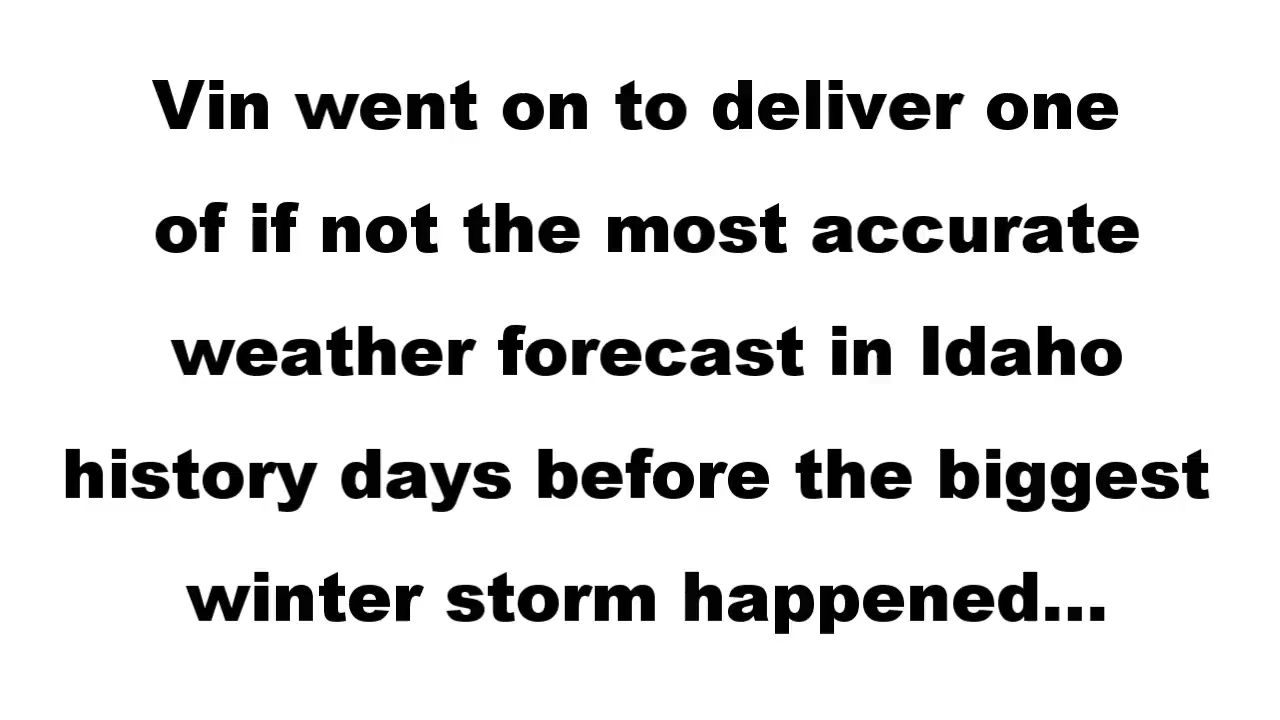 Vin went on to deliver one
of if not the most accurate
weather forecast in Idaho
history days before the biggest
winter storm happened...